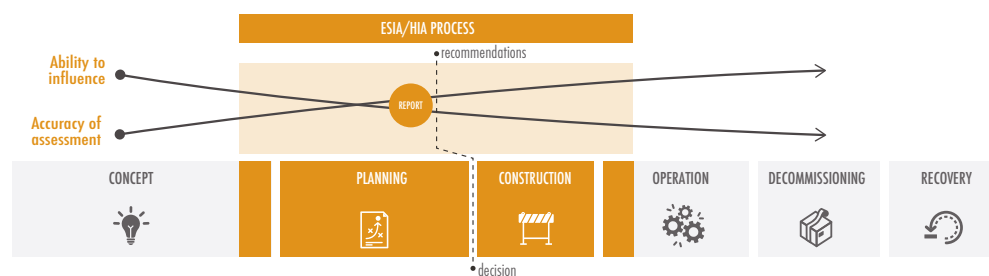 ESIA/HIA PROCESS
recommendations
Ability to
influence
REPORT
Accuracy of
assessment
CONCEPT
PLANNING
CONSTRUCTION
OPERATION
DECOMMISSIONING
RECOVERY
decision